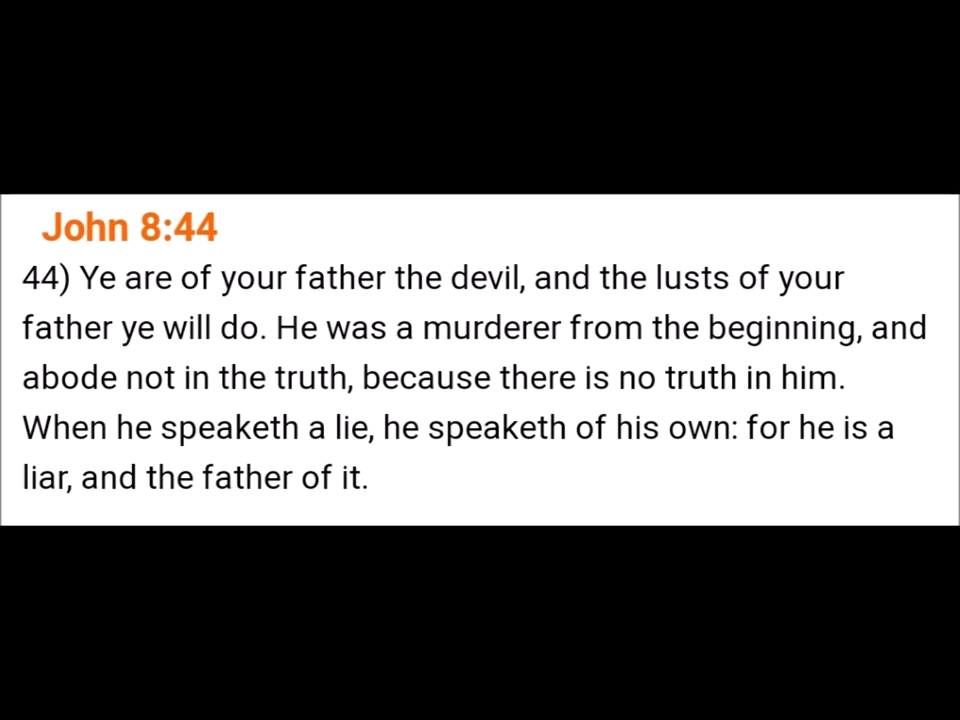 John 8:44
44) Ye are of your father the devil, and the lusts of your
father ye will do. He was a murderer from the beginning, and
abode not in the truth, because there is no truth in him.
When he speaketh a lie, he speaketh of his own: for he is a
liar, and the father of it.